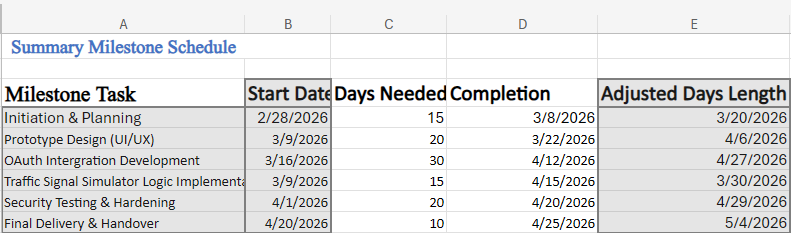 A B C D E
Summary Milestone Schedule
Milestone Task Start Date Days Needed Completion Adjusted Days Length
Initiation & Planning 2/28/2026 15 3/8/2026 3/20/2026
Prototype Design (UI/UX) 3/9/2026 20 3/22/2026 4/6/2026
OAuth Intergration Development 3/16/2026 30 4/12/2026 4/27/2026
Traffic Signal Simulator Logic Implementa 3/9/2026 15 4/15/2026 3/30/2026
Security Testing & Hardening 4/1/2026 20 4/20/2026 4/29/2026
Final Delivery & Handover 4/20/2026 10 4/25/2026 5/4/2026